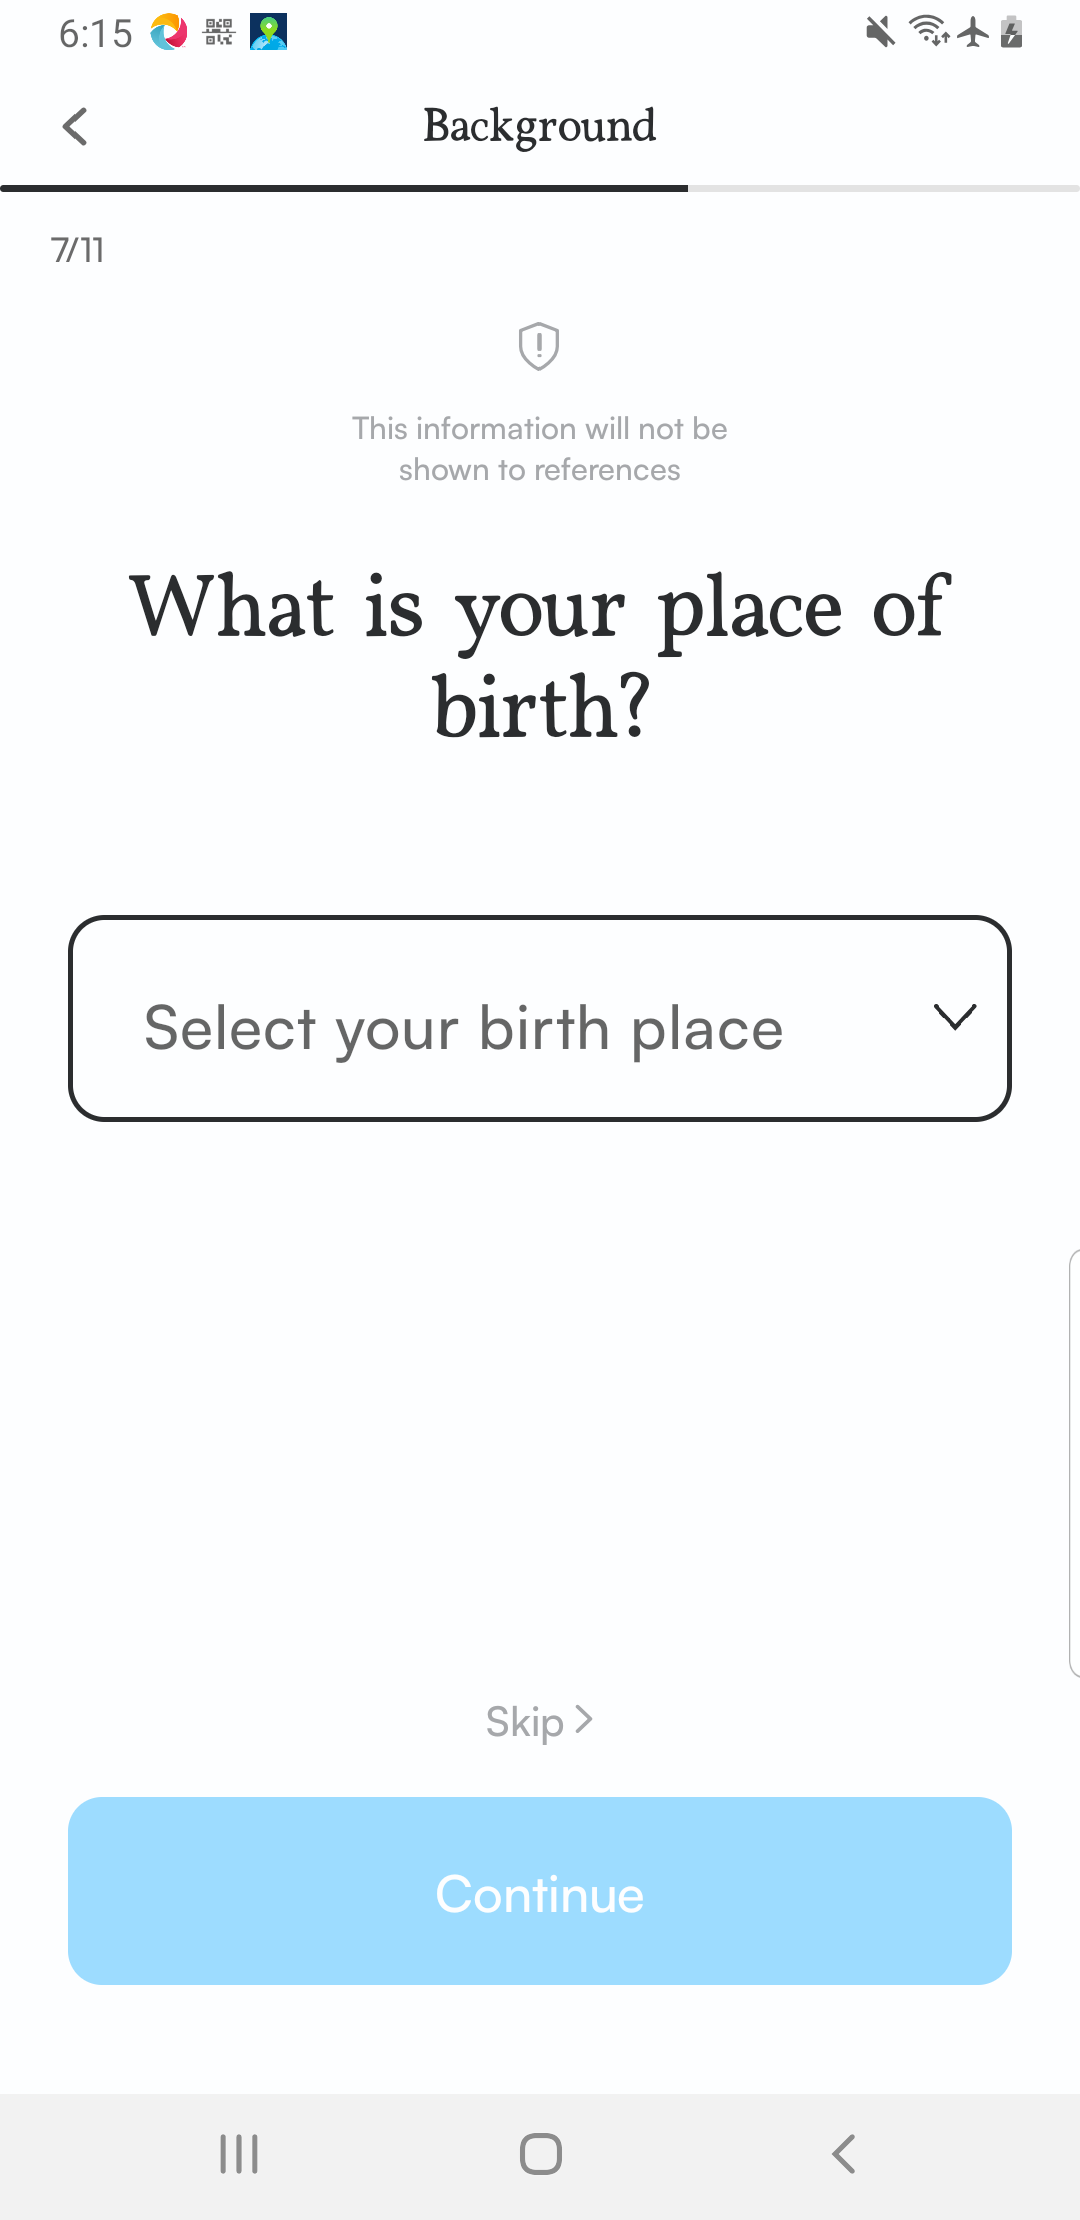 6:15
Background
7/11
This information will not be
shown to references
What is your place of
birth?
Select your birth place
Skip
Continue